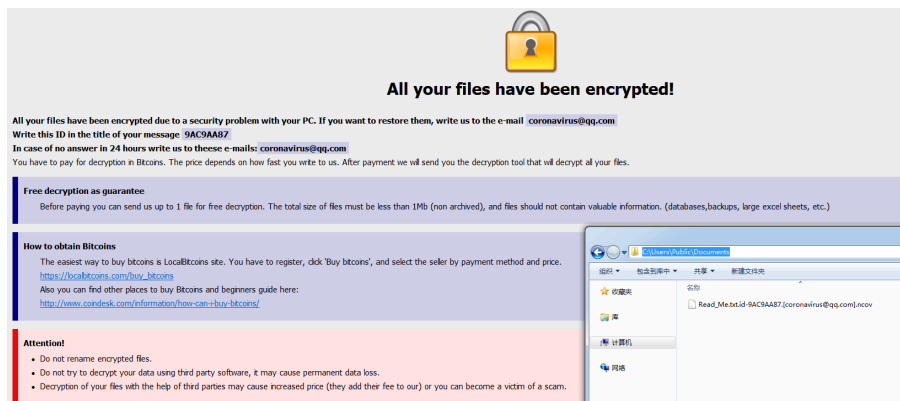 All your files have been encrypted!
All your files have been encrypted due to a security problem with your PC. If you want to restore them, write us to the e-mail coronavirus@qq.com
Write this ID in the title of your message 9AC9AA87
In case of no answer in 24 hours write us to theese e-mails: coronavirus@qq.com
You have to pay for decryption in Bitcoins. The price depends on how fast you write to us. After payment we will send you the decryption tool that will decrypt all your files.
Free decryption as guarantee
Before paying you can send us up to 1 file for free decryption. The total size of files must be less than 1Mb (non archived), and files should not contain valuable information. (databases,backups, large excel sheets, etc.)
How to obtain Bitcoins
The easiest way to buy bitcoins is LocalBitcoins site. You have to register, click 'Buy bitcoins', and select the seller by payment method and price.
https://localbitcoins.com/buy_bitcoins
Also you can find other places to buy Bitcoins and beginners guide here:
http://www.coindesk.com/information/how-can-i-buy-bitcoins/
Attention!
• Do not rename encrypted files.
• Do not try to decrypt your data using third party software, it may cause permanent data loss.
• Decryption of your files with the help of third parties may cause increased price (they add their fee to our) or you can become a victim of a scam.
C:\Users\Public\Documents
组织 包含到库中 共享 新建文件夹
收藏夹
库
计算机
网络
名称
Read_Me.txt.id-9AC9AA87.[coronavirus@qq.com].ncov